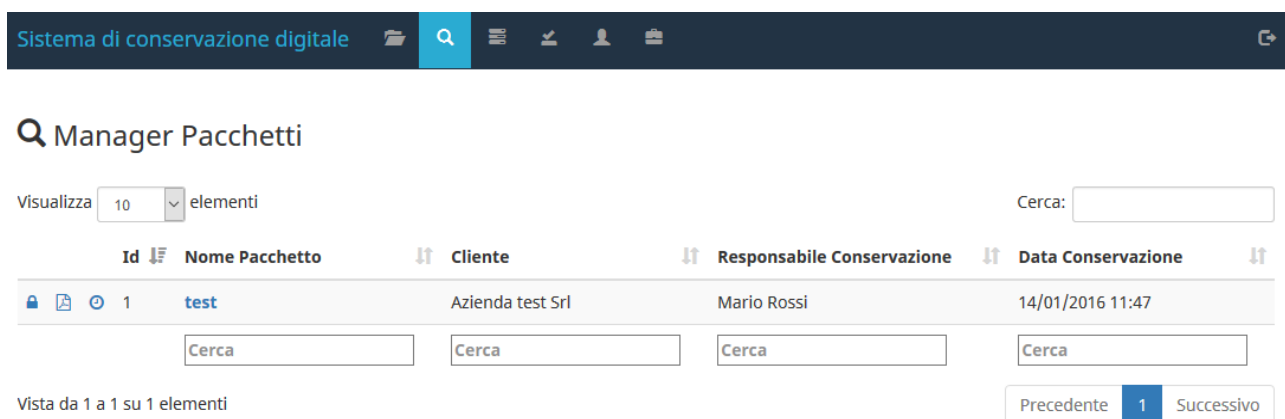 Sistema di conservazione digitale
Manager Pacchetti
Visualizza 10 elementi Cerca:
Id Nome Pacchetto Cliente Responsabile Conservazione Data Conservazione
1 test Azienda test Srl Mario Rossi 14/01/2016 11:47
Cerca Cerca Cerca Cerca
Vista da 1 a 1 su 1 elementi Precedente 1 Successivo